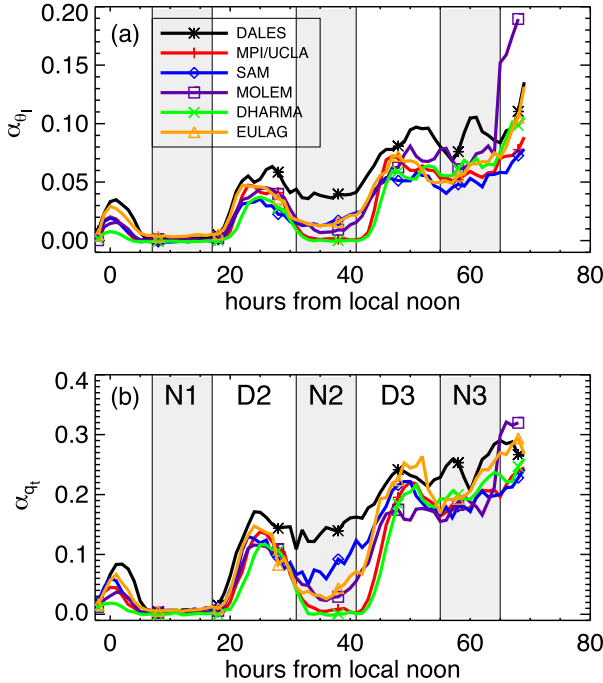 0.20
0.15
0.10
0.05
0.00
α_θ_l
(a)
DALES
MPI/UCLA
SAM
MOLEM
DHARMA
EULAG
0 20 40 60 80
hours from local noon
0.4
0.3
0.2
0.1
0.0
α_q_t
(b) N1 D2 N2 D3 N3
0 20 40 60 80
hours from local noon